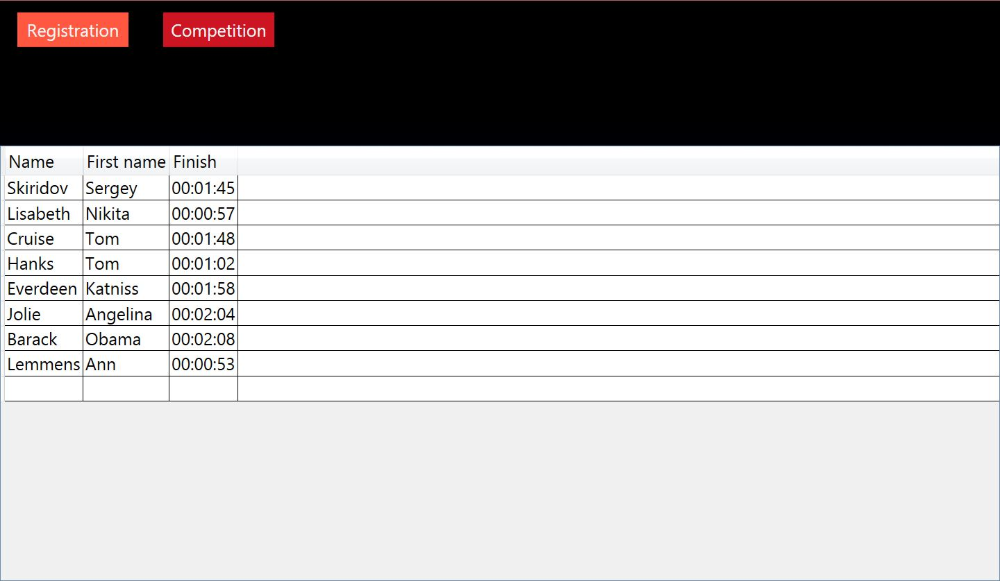 Registration Competition
Name First name Finish
Skiridov Sergey 00:01:45
Lisabeth Nikita 00:00:57
Cruise Tom 00:01:48
Hanks Tom 00:01:02
Everdeen Katniss 00:01:58
Jolie Angelina 00:02:04
Barack Obama 00:02:08
Lemmens Ann 00:00:53